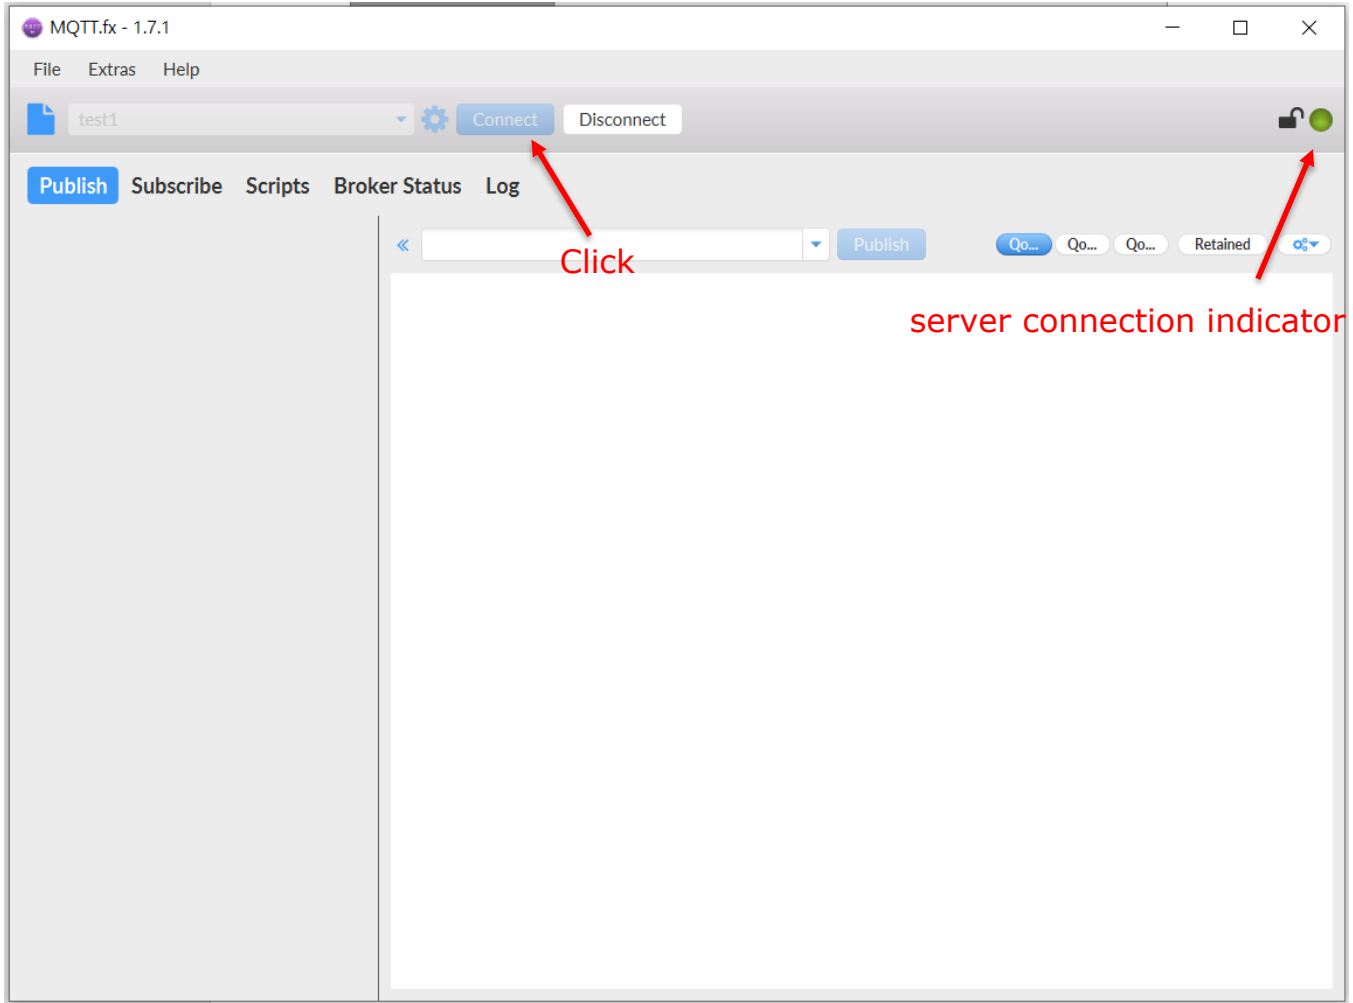 MQTT.fx - 1.7.1
File Extras Help
test1 Connect Disconnect
Publish Subscribe Scripts Broker Status Log
Publish Qo... Qo... Qo... Retained
Click
server connection indicator